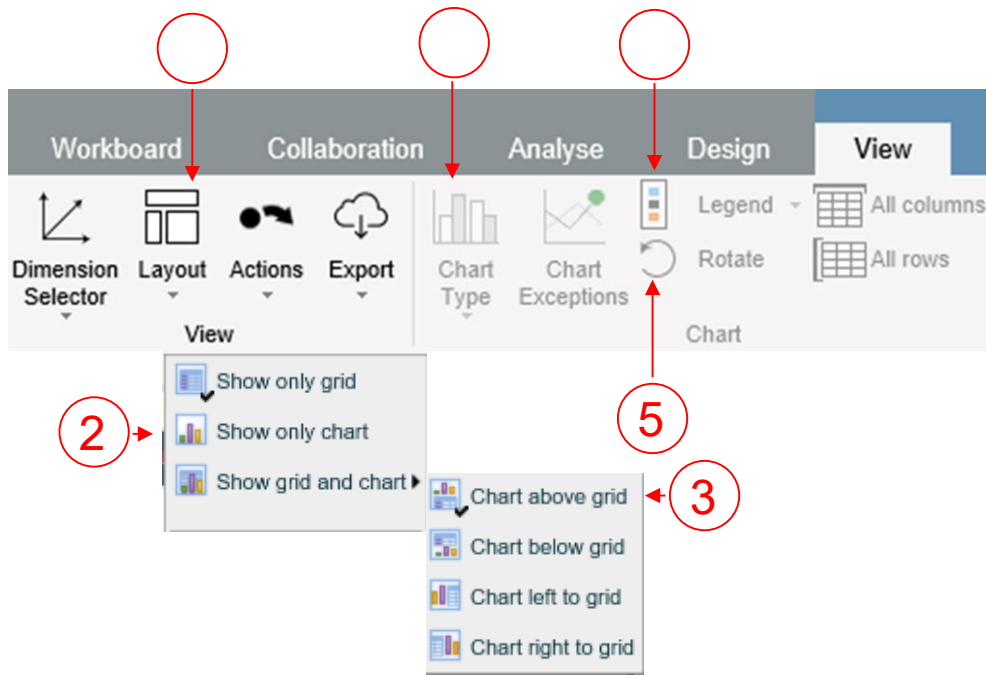 Workboard Collaboration Analyse Design View
Dimension Selector
Layout
Actions
Export
View
Chart Type
Chart Exceptions
Legend
Rotate
All columns
All rows
Chart
2
Show only grid
Show only chart
Show grid and chart
5
3
Chart above grid
Chart below grid
Chart left to grid
Chart right to grid